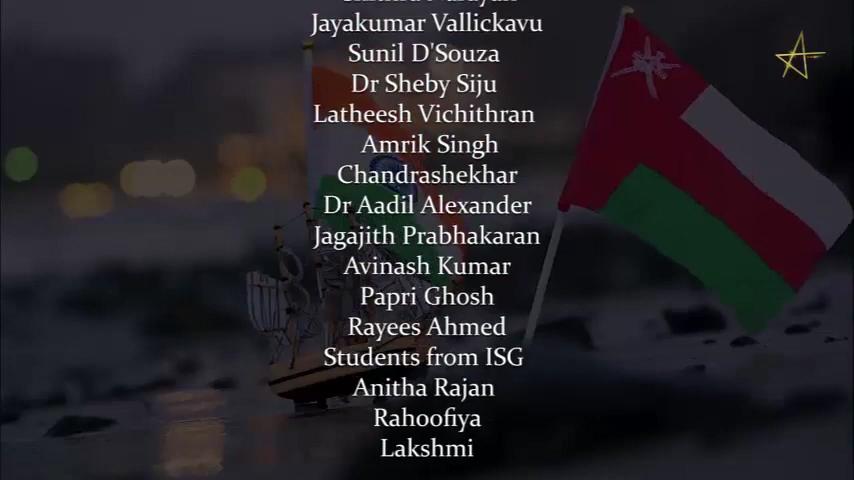 Jayakumar Vallickavu
Sunil D'Souza
Dr Sheby Siju
Latheesh Vichithran
Amrik Singh
Chandrashekhar
Dr Aadil Alexander
Jagajith Prabhakaran
Avinash Kumar
Papri Ghosh
Rayees Ahmed
Students from ISG
Anitha Rajan
Rahoofiya
Lakshmi